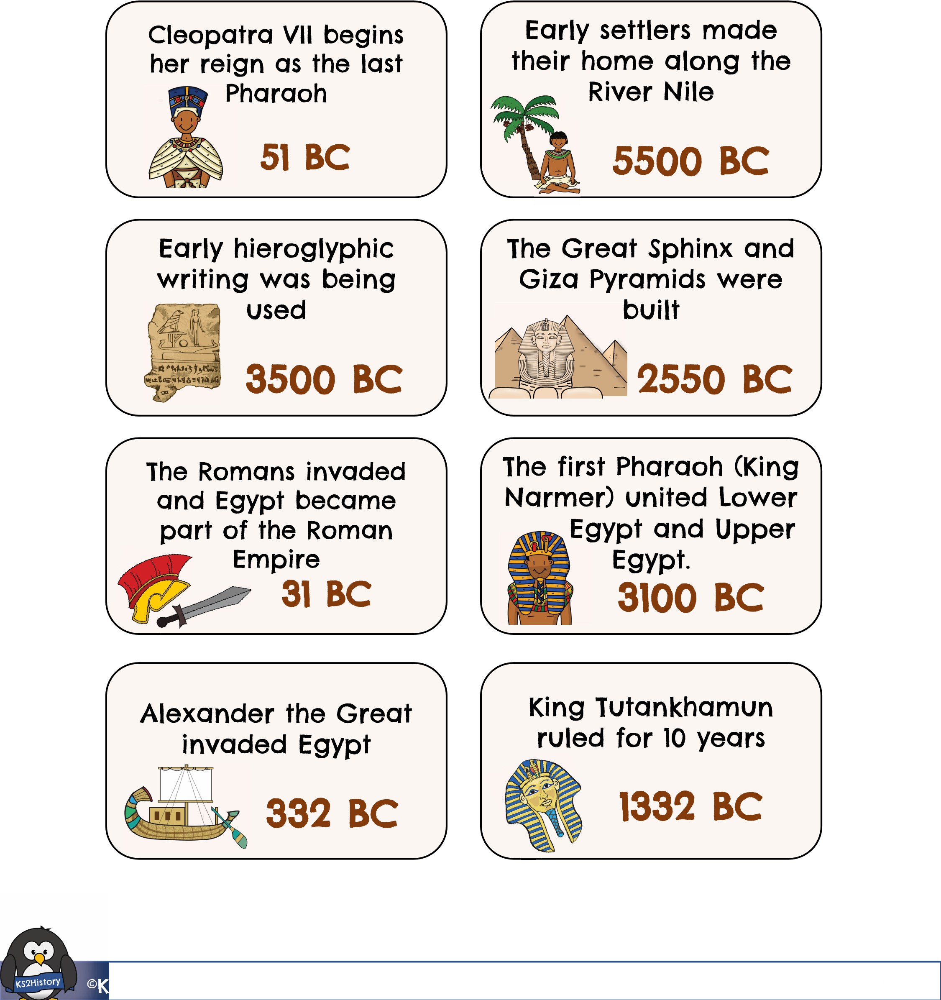 Cleopatra VII begins
her reign as the last
Pharaoh
51 BC
Early settlers made
their home along the
River Nile
5500 BC
Early hieroglyphic
writing was being
used
3500 BC
The Great Sphinx and
Giza Pyramids were
built
2550 BC
The Romans invaded
and Egypt became
part of the Roman
Empire
31 BC
The first Pharaoh (King
Narmer) united Lower
Egypt and Upper
Egypt.
3100 BC
Alexander the Great
invaded Egypt
332 BC
King Tutankhamun
ruled for 10 years
1332 BC
KS2History
©K